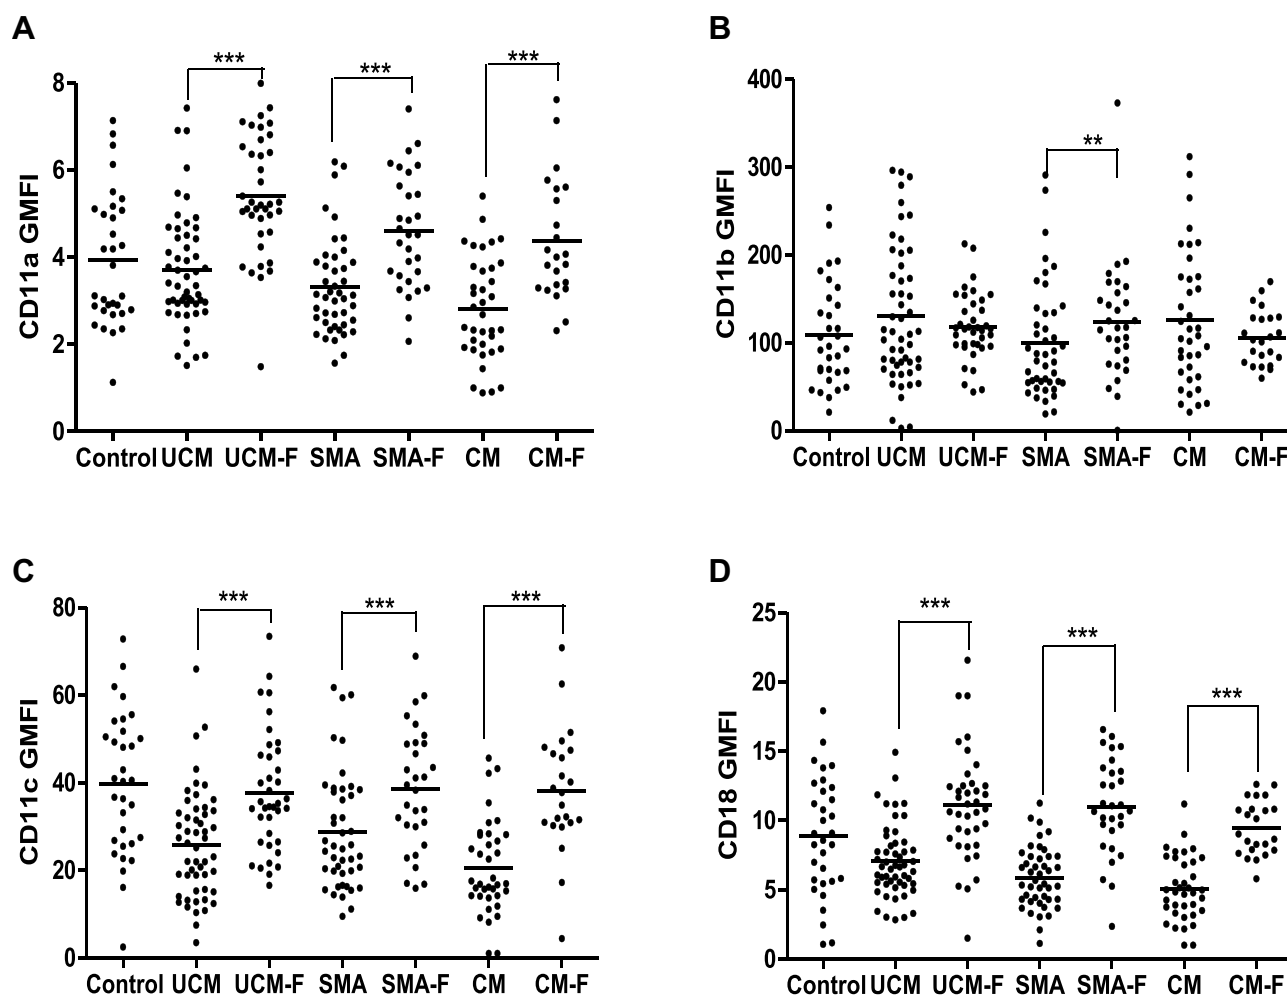 A
CD11a GMFI
8
6
4
2
0
*** *** ***
Control UCM UCM-F SMA SMA-F CM CM-F
B
CD11b GMFI
400
300
200
100
0
**
Control UCM UCM-F SMA SMA-F CM CM-F
C
CD11c GMFI
80
60
40
20
0
*** *** ***
Control UCM UCM-F SMA SMA-F CM CM-F
D
CD18 GMFI
25
20
15
10
5
0
*** *** ***
Control UCM UCM-F SMA SMA-F CM CM-F